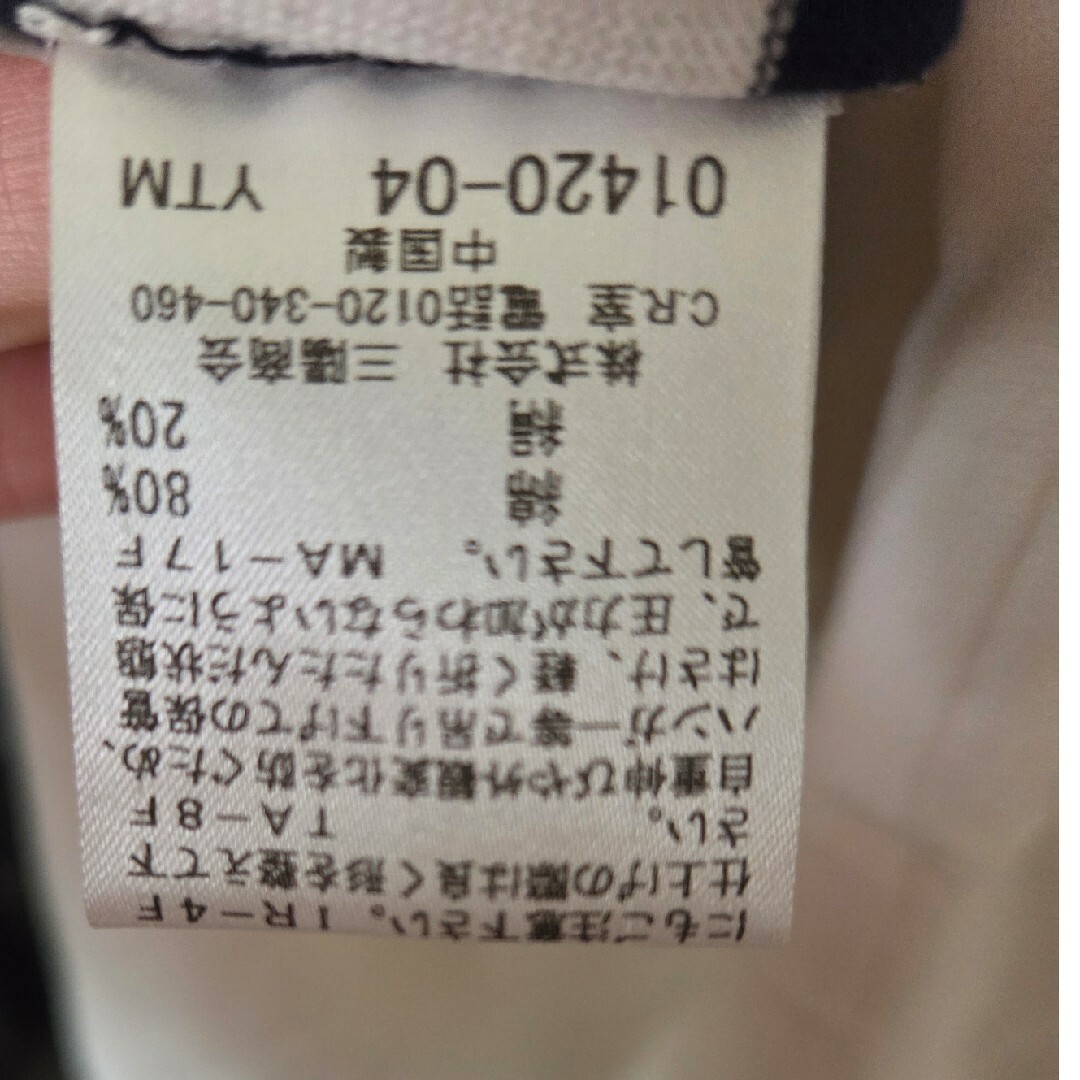 にもご注意下さい。 IR-4F
仕上げの際は良く形を整えて下
さい。 TA-8F
自重伸びや外観変化を防ぐため、
ハンガー等で吊り下げての保管
はさけ、軽く折りたたんだ状態
で、圧力が加わらないように保
管して下さい。 MA-17F
綿 80%
絹 20%
株式会社 三陽商会
C.R.室 電話0120-340-460
中国製
01420-04 YTM